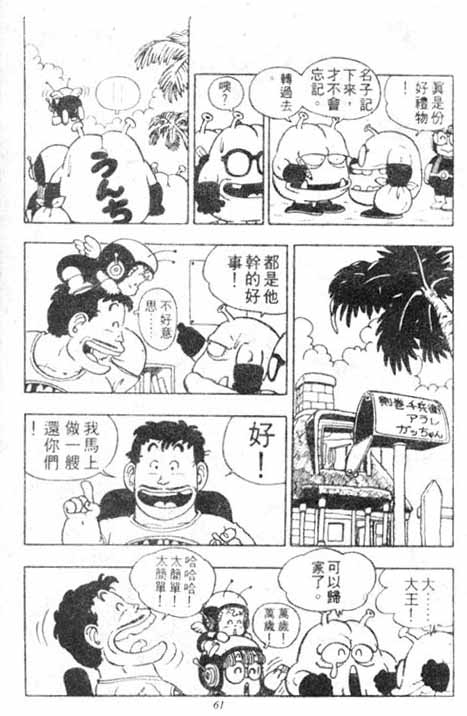 真是份
好禮物
！
名子記
下來，
才不會
忘記。
轉過去
。
咦？
うんち
則巻千兵衛
アラレ
ガッちゃん
都是他
幹的好
事！
不好意
思……
好！
我馬上
做一艘
還你們
！
大……
大王！
可以歸
家了。
萬歲！
萬歲！
哈哈哈！
太簡單！
太簡單！
61